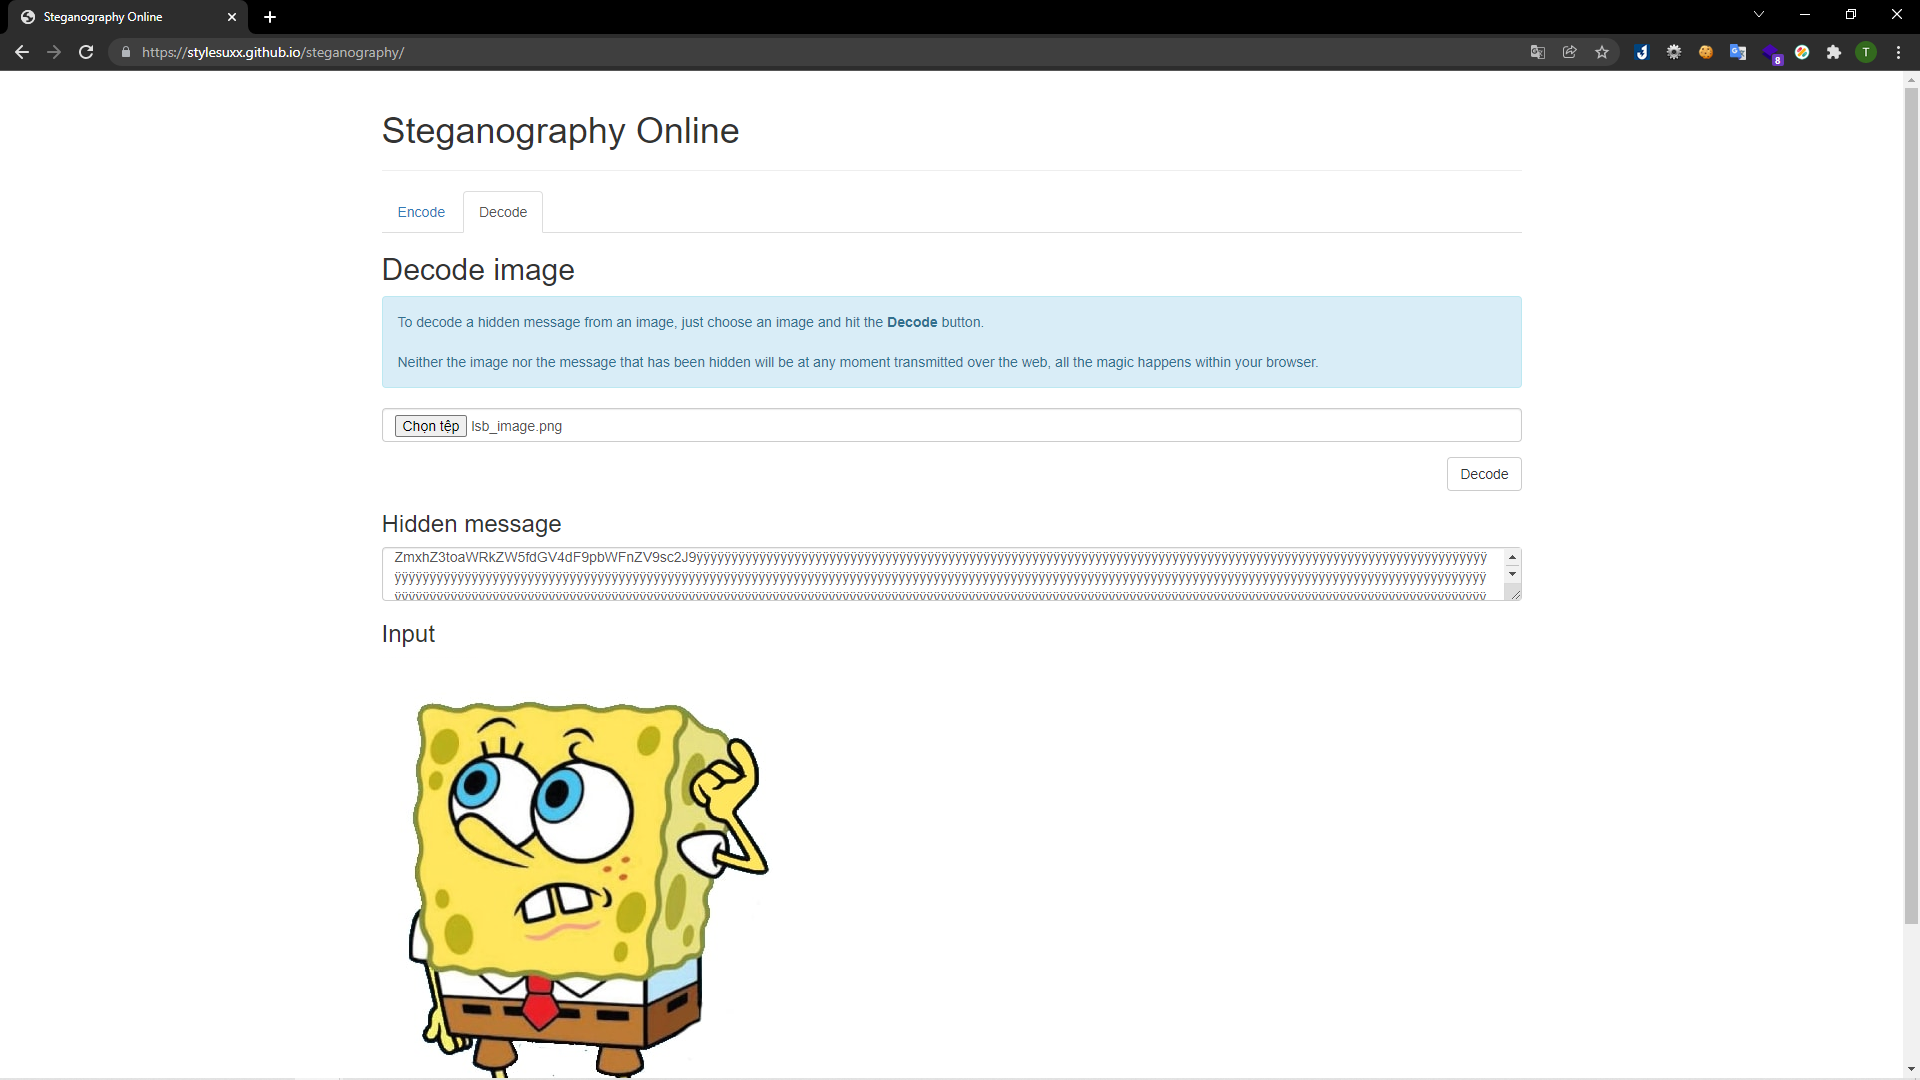 Steganography Online
https://stylesuxx.github.io/steganography/
8
T
Steganography Online
Encode
Decode
Decode image
To decode a hidden message from an image, just choose an image and hit the Decode button.
Neither the image nor the message that has been hidden will be at any moment transmitted over the web, all the magic happens within your browser.
Chọn tệp lsb_image.png
Decode
Hidden message
ZmxhZ3toaWRkZW5fdGV4dF9pbWFnZV9sc2J9
Input